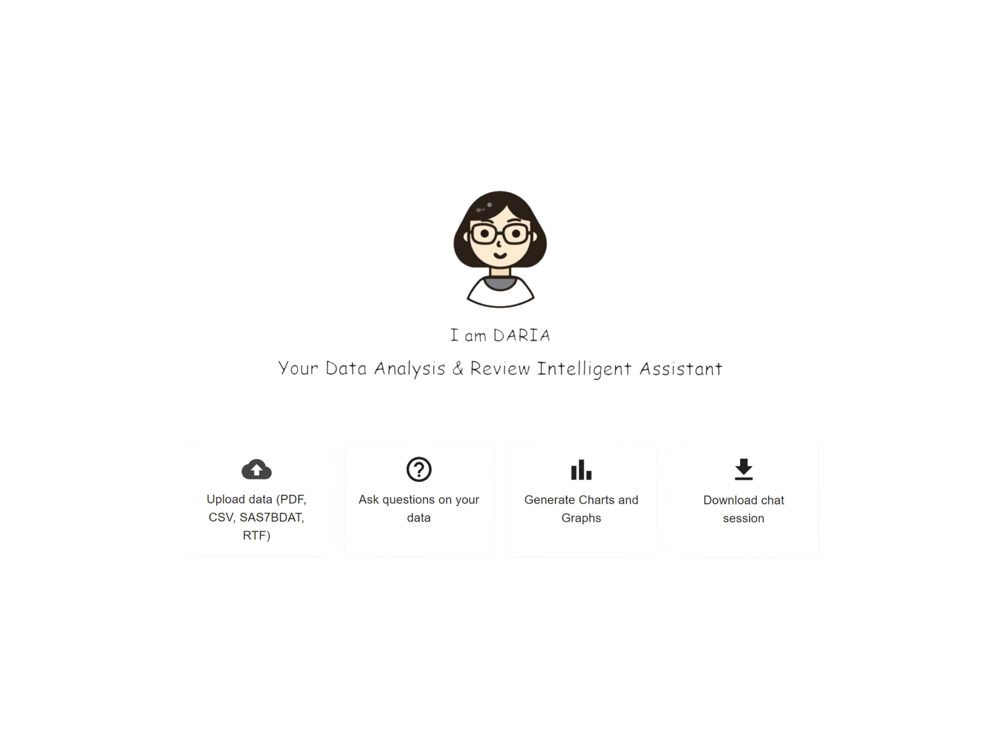 I am DARIA
Your Data Analysis & Review Intelligent Assistant
Upload data (PDF,
CSV, SAS7BDAT,
RTF)
Ask questions on your
data
Generate Charts and
Graphs
Download chat
session